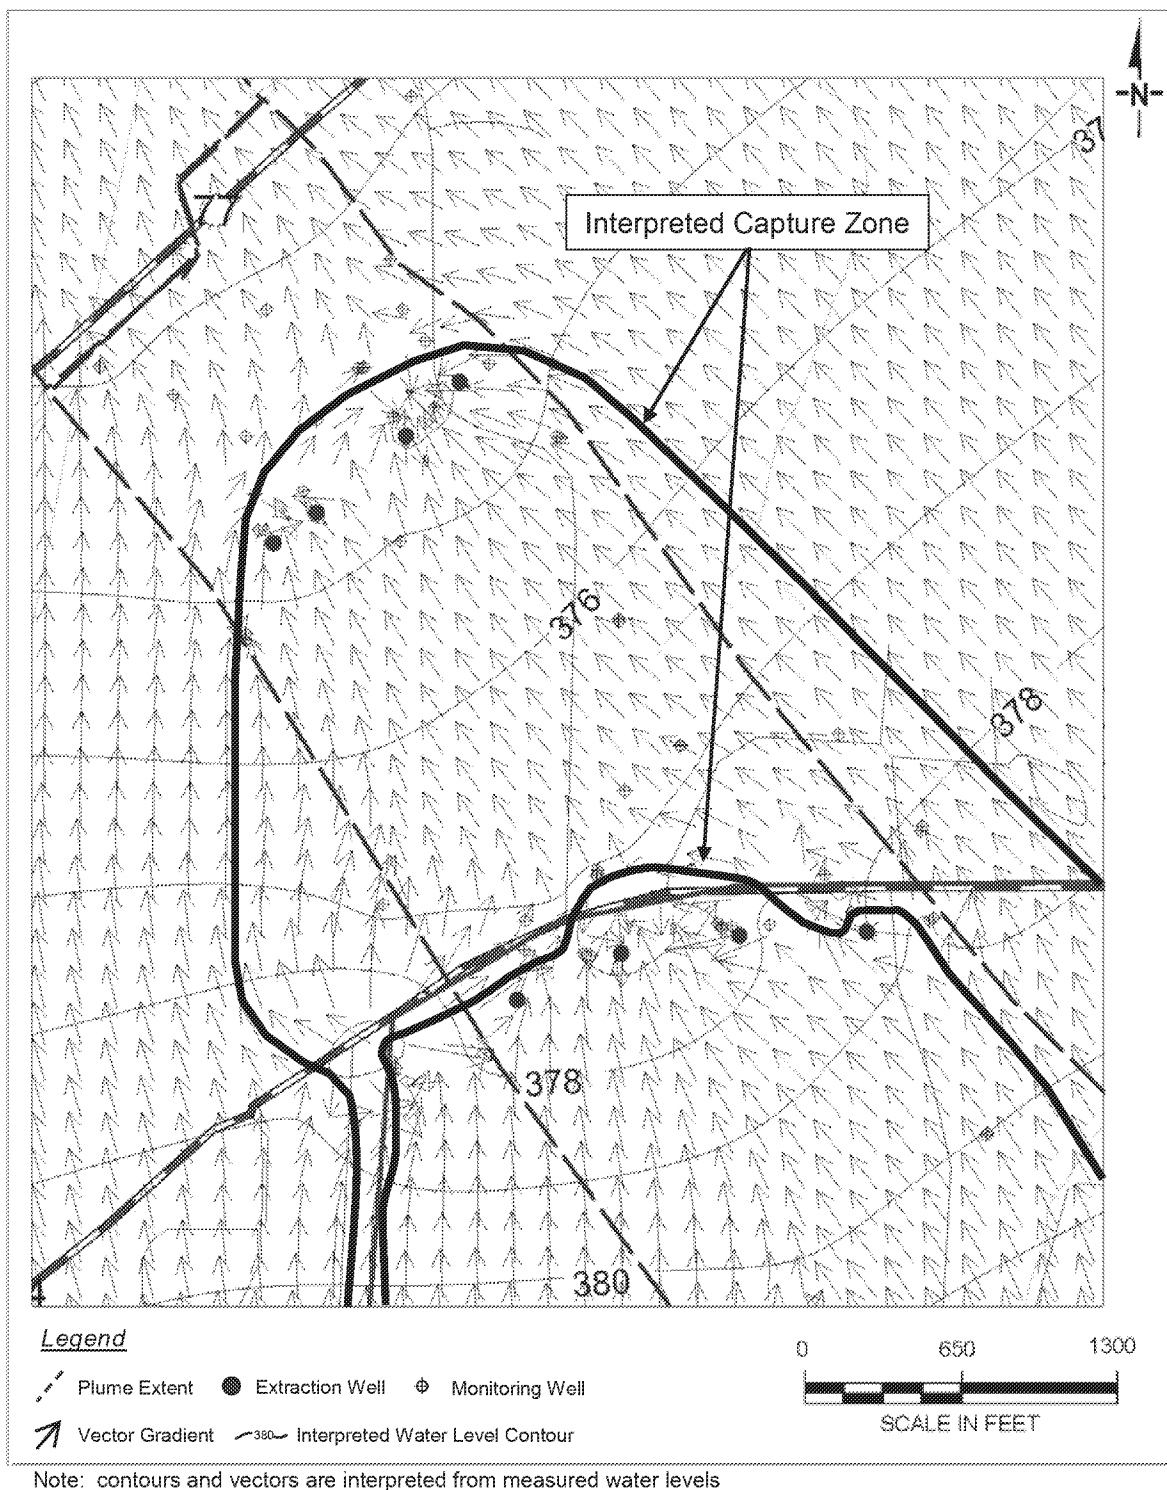 N
37
Interpreted Capture Zone
376
378
378
380
Legend
0 650 1300
Plume Extent Extraction Well Monitoring Well
SCALE IN FEET
Vector Gradient 380 Interpreted Water Level Contour
Note: contours and vectors are interpreted from measured water levels